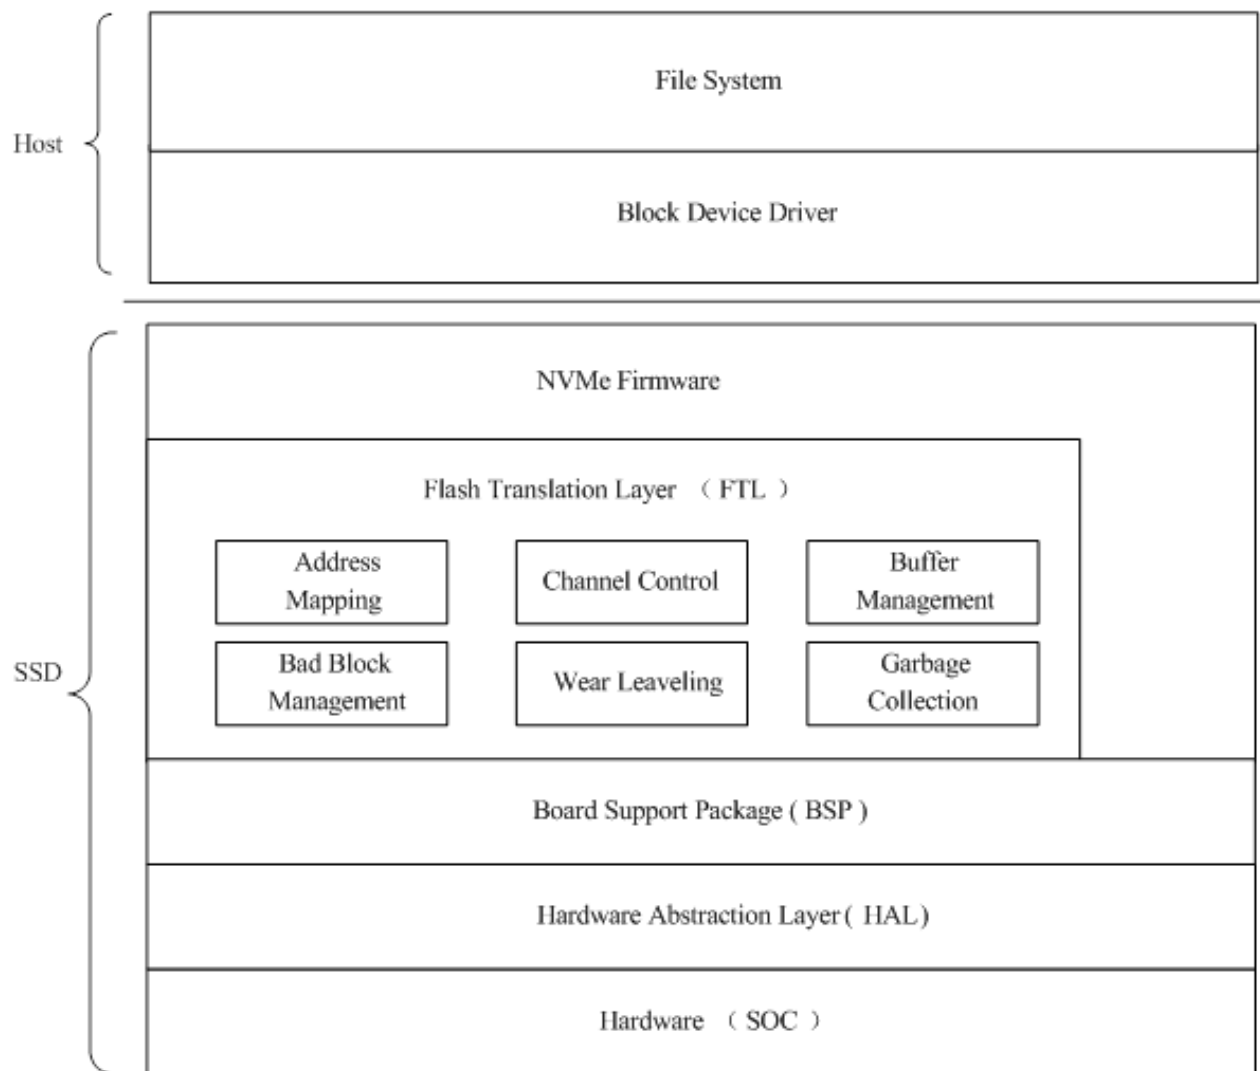 File System
Host
Block Device Driver
NVMe Firmware
Flash Translation Layer （ FTL ）
Address
Mapping
Channel Control
Buffer
Management
Bad Block
Management
Wear Leaveling
Garbage
Collection
SSD
Board Support Package ( BSP )
Hardware Abstraction Layer ( HAL)
Hardware （ SOC ）